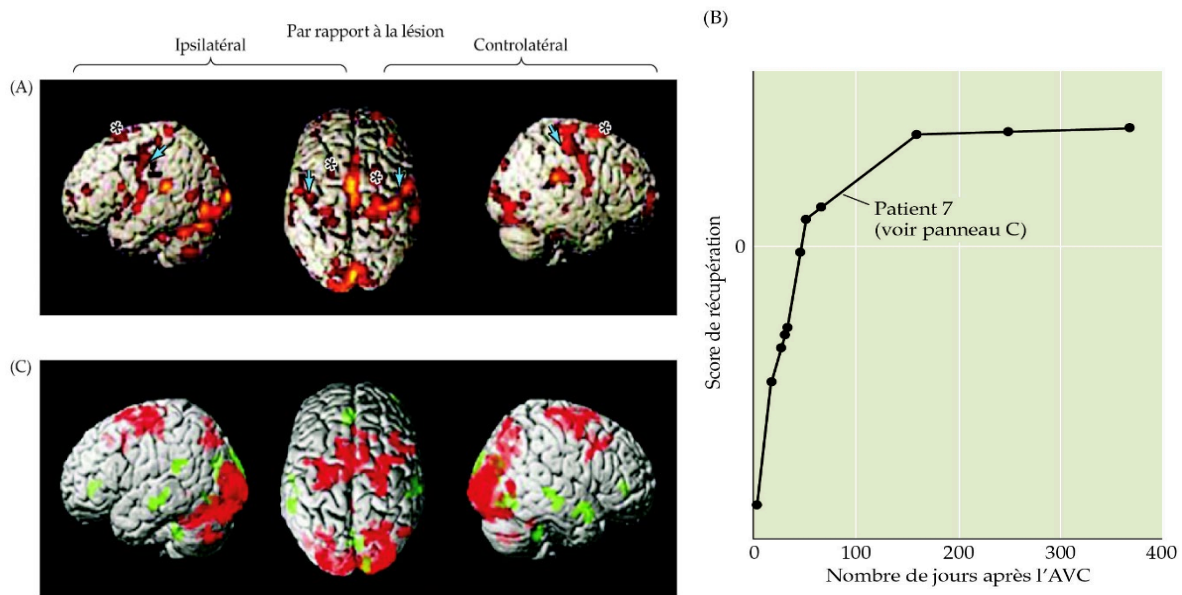 Par rapport à la lésion
Ipsilatéral
Controlatéral
(A)
*
*
*
*
(C)
(B)
Score de récupération
0
Patient 7
(voir panneau C)
0
100
200
300
400
Nombre de jours après l'AVC